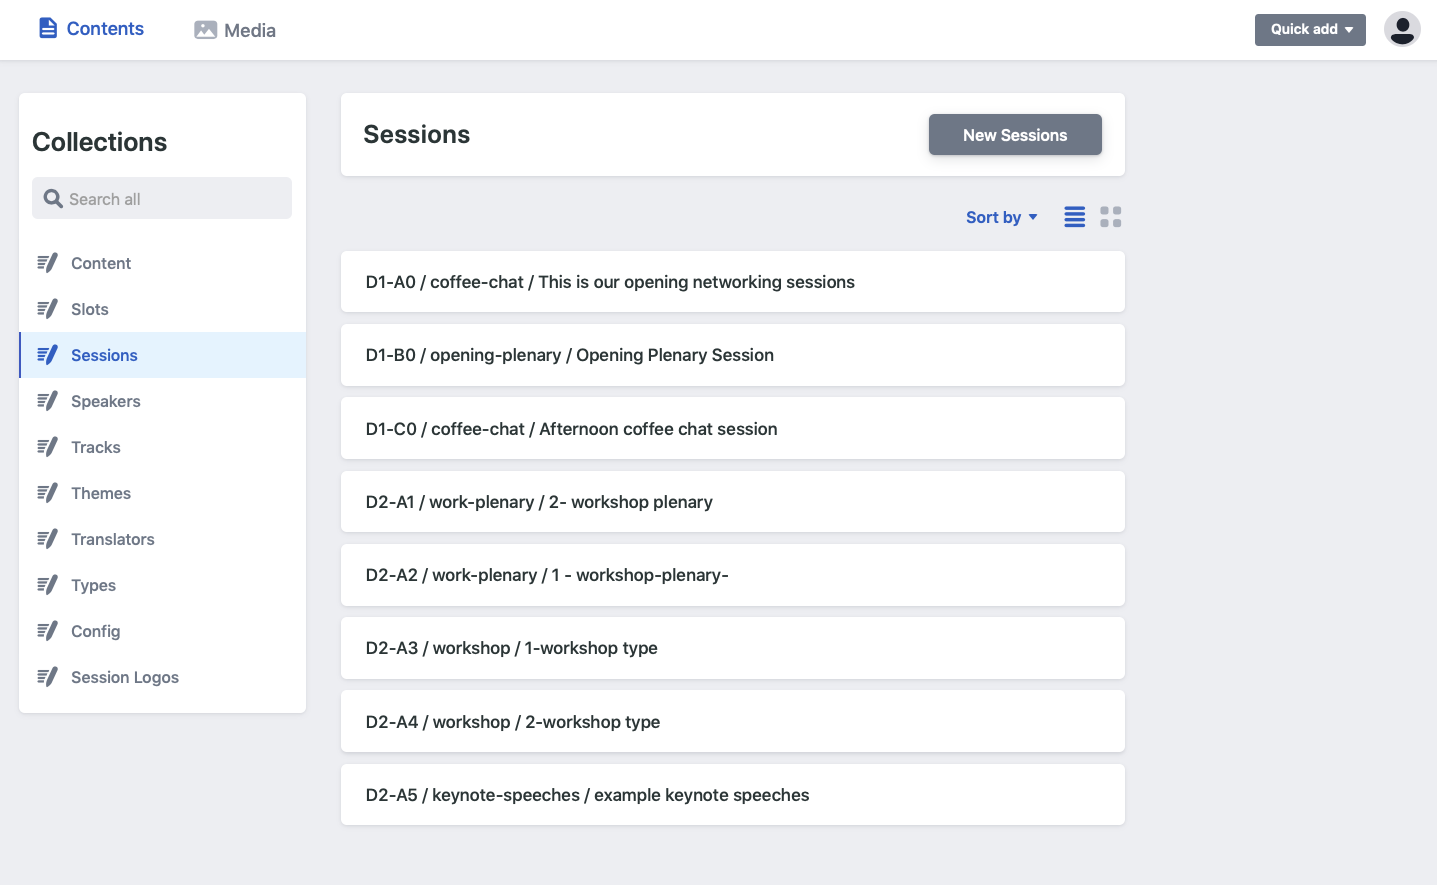 Contents
Media
Quick add
Collections
Search all
Content
Slots
Sessions
Speakers
Tracks
Themes
Translators
Types
Config
Session Logos
Sessions
New Sessions
Sort by
D1-A0 / coffee-chat / This is our opening networking sessions
D1-B0 / opening-plenary / Opening Plenary Session
D1-C0 / coffee-chat / Afternoon coffee chat session
D2-A1 / work-plenary / 2- workshop plenary
D2-A2 / work-plenary / 1 - workshop-plenary-
D2-A3 / workshop / 1-workshop type
D2-A4 / workshop / 2-workshop type
D2-A5 / keynote-speeches / example keynote speeches